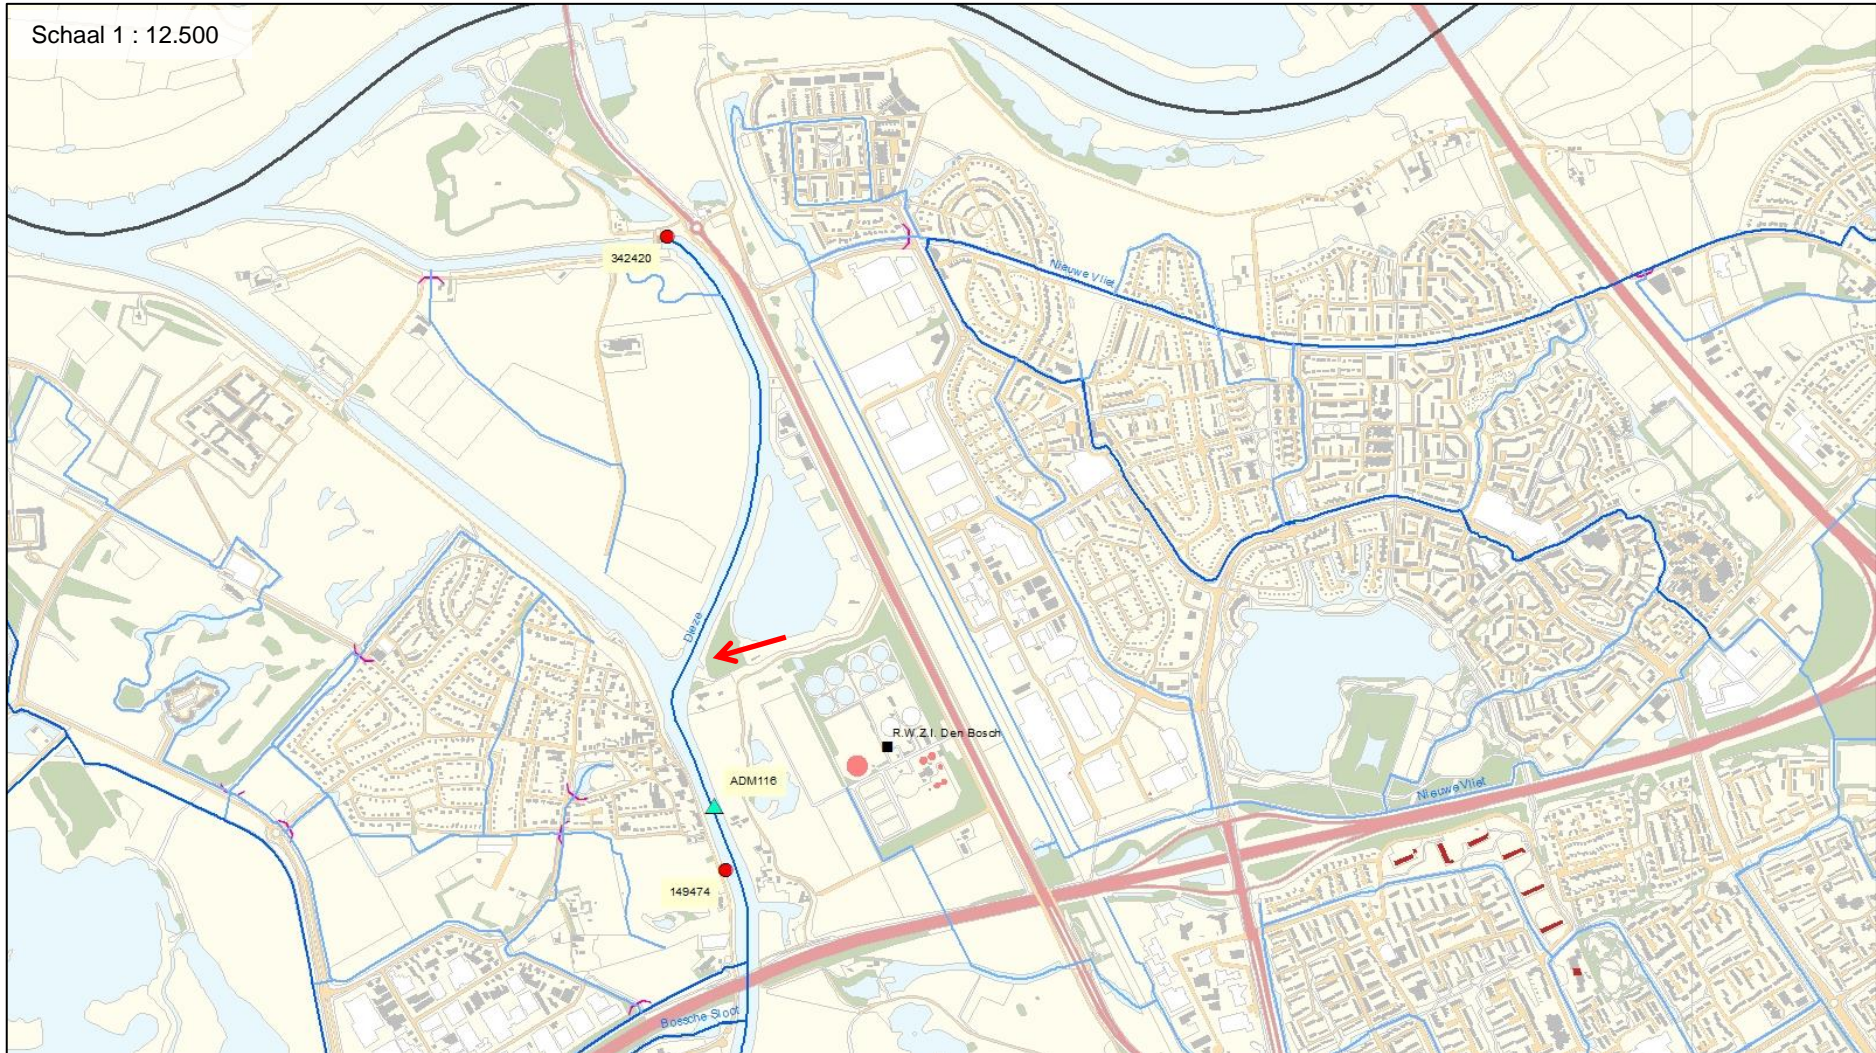 Schaal 1 : 12.500
342420
Nieuwe Vliet
Dieze
R.W.Z.I. Den Bosch
ADM116
Nieuwe Vliet
149474
Bossche Sloot